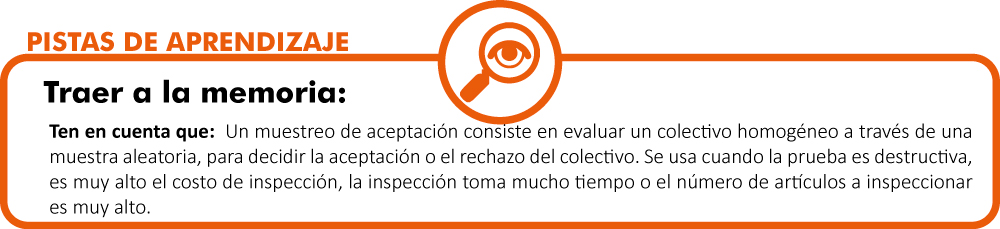 PISTAS DE APRENDIZAJE
Traer a la memoria:
Ten en cuenta que: Un muestreo de aceptación consiste en evaluar un colectivo homogéneo a través de una
muestra aleatoria, para decidir la aceptación o el rechazo del colectivo. Se usa cuando la prueba es destructiva,
es muy alto el costo de inspección, la inspección toma mucho tiempo o el número de artículos a inspeccionar
es muy alto.